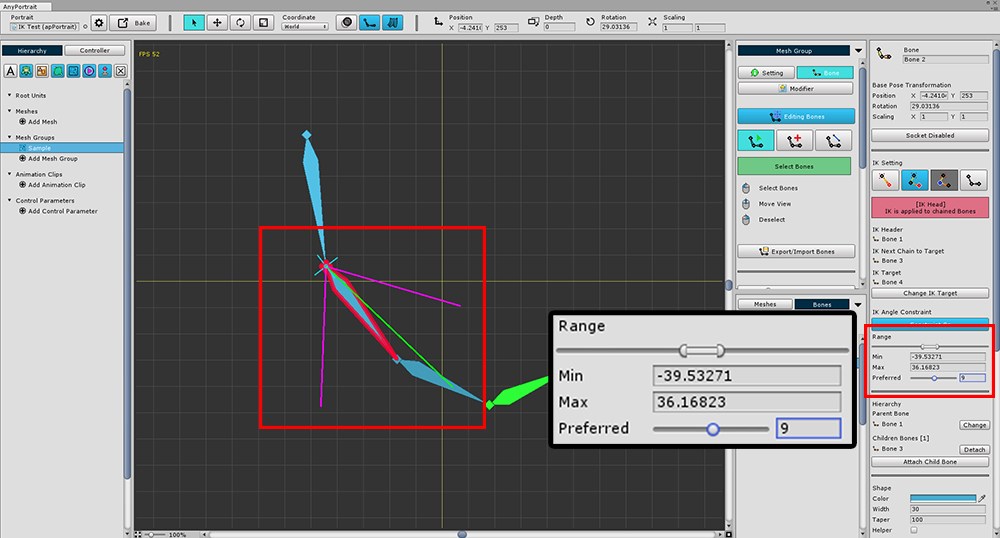 AnyPortrait
Portrait
IK Test (apPortrait)
Bake
Coordinate
World
Position
-4.2410
253
Depth
0
Rotation
29.03136
Scaling
1
1
Hierarchy
Controller
A
Root Units
Meshes
Add Mesh
Mesh Groups
Sample
Add Mesh Group
Animation Clips
Add Animation Clip
Control Parameters
Add Control Parameter
FPS 52
100%
Mesh Group
Setting
Bone
Modifier
Editing Bones
Select Bones
Select Bones
Move View
Deselect
Export/Import Bones
Meshes
Bones
Range
Min
-39.53271
Max
36.16823
Preferred
9
Bone
Bone 2
Base Pose Transformation
Position X -4.2410 Y 253
Rotation 29.03136
Scaling X 1 Y 1
Socket Disabled
IK Setting
[IK Head]
IK is applied to chained Bones
IK Header
Bone 1
IK Next Chain to Target
Bone 3
IK Target
Bone 4
Change IK Target
IK Angle Constraint
Range
Min -39.53271
Max 36.16823
Preferred 9
Hierarchy
Parent Bone
Bone 1 Change
Children Bones [1]
Bone 3 Detach
Attach Child Bone
Shape
Color
Width 30
Taper 100
Helper